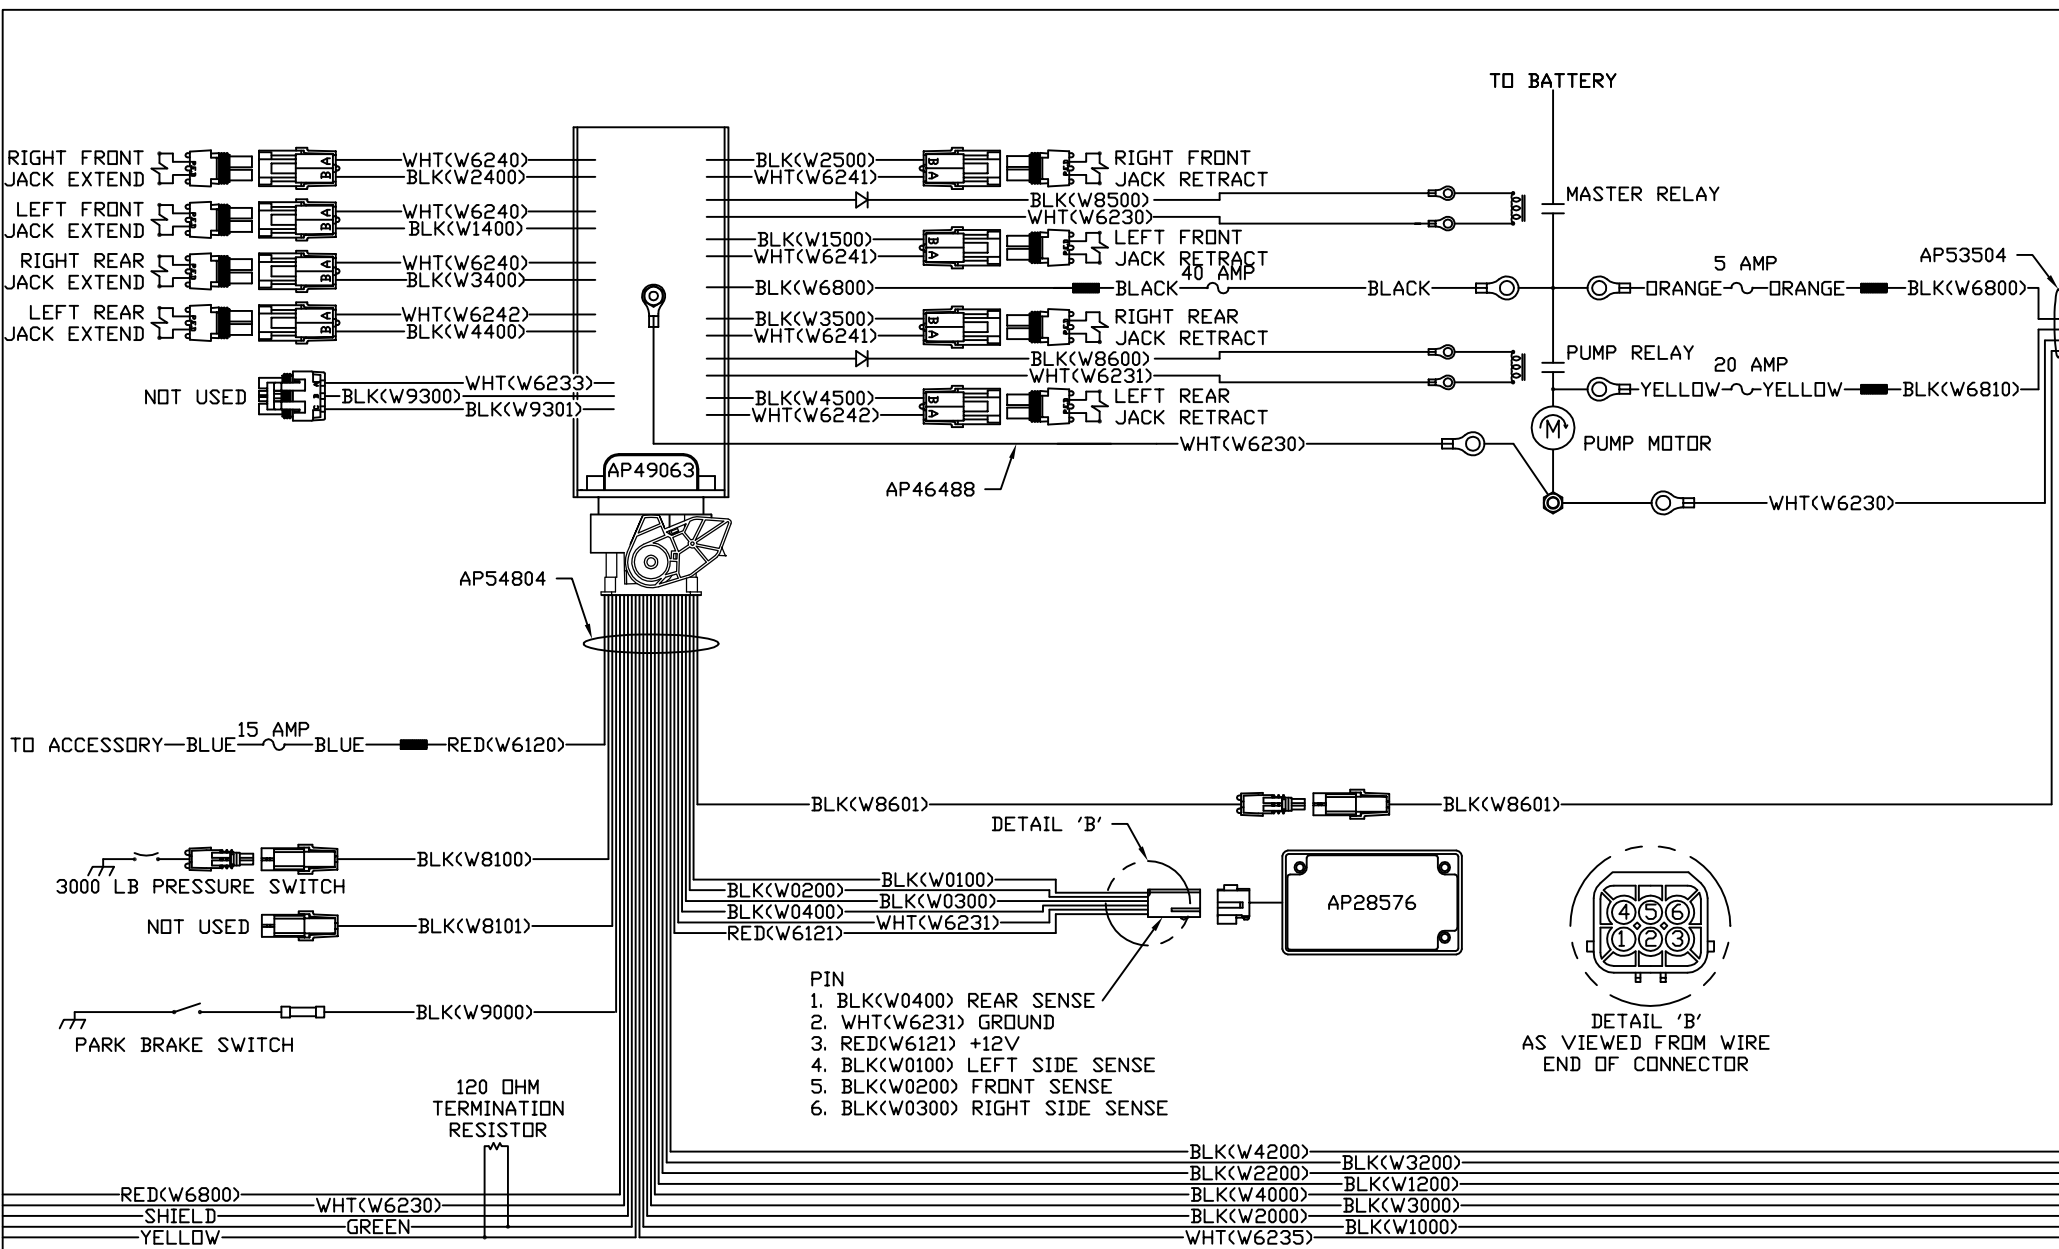 TO BATTERY
RIGHT FRONT
JACK EXTEND
A
B
WHT(W6240)
BLK(W2400)
LEFT FRONT
JACK EXTEND
A
B
WHT(W6240)
BLK(W1400)
RIGHT REAR
JACK EXTEND
A
B
WHT(W6240)
BLK(W3400)
LEFT REAR
JACK EXTEND
A
B
WHT(W6242)
BLK(W4400)
NOT USED
WHT(W6233)
BLK(W9300)
BLK(W9301)
BLK(W2500)
WHT(W6241)
B
A
RIGHT FRONT
JACK RETRACT
BLK(W8500)
WHT(W6230)
MASTER RELAY
BLK(W1500)
WHT(W6241)
B
A
LEFT FRONT
JACK RETRACT
BLK(W6800)
BLACK
40 AMP
BLACK
5 AMP
ORANGE
ORANGE
BLK(W6800)
AP53504
BLK(W3500)
WHT(W6241)
B
A
RIGHT REAR
JACK RETRACT
BLK(W8600)
WHT(W6231)
PUMP RELAY
20 AMP
YELLOW
YELLOW
BLK(W6810)
BLK(W4500)
WHT(W6242)
B
A
LEFT REAR
JACK RETRACT
M
PUMP MOTOR
WHT(W6230)
AP46488
WHT(W6230)
AP49063
AP54804
TO ACCESSORY
BLUE
15 AMP
BLUE
RED(W6120)
BLK(W8601)
BLK(W8601)
3000 LB PRESSURE SWITCH
BLK(W8100)
NOT USED
BLK(W8101)
PARK BRAKE SWITCH
BLK(W9000)
DETAIL 'B'
BLK(W0100)
BLK(W0200)
BLK(W0300)
BLK(W0400)
WHT(W6231)
RED(W6121)
AP28576
4 5 6
1 2 3
DETAIL 'B'
AS VIEWED FROM WIRE
END OF CONNECTOR
PIN
1. BLK(W0400) REAR SENSE
2. WHT(W6231) GROUND
3. RED(W6121) +12V
4. BLK(W0100) LEFT SIDE SENSE
5. BLK(W0200) FRONT SENSE
6. BLK(W0300) RIGHT SIDE SENSE
120 OHM
TERMINATION
RESISTOR
RED(W6800)
WHT(W6230)
SHIELD
GREEN
YELLOW
BLK(W4200)
BLK(W3200)
BLK(W2200)
BLK(W1200)
BLK(W4000)
BLK(W3000)
BLK(W2000)
BLK(W1000)
WHT(W6235)